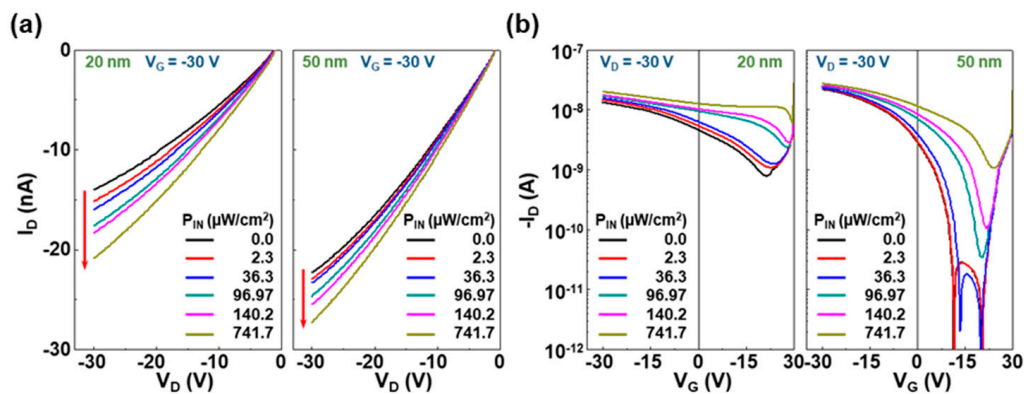 (a)
20 nm V_G = -30 V
50 nm V_G = -30 V
0
-10
-20
-30
I_D (nA)
P_IN (μW/cm²)
0.0
2.3
36.3
96.97
140.2
741.7
P_IN (μW/cm²)
0.0
2.3
36.3
96.97
140.2
741.7
-30 -20 -10 0
-30 -20 -10 0
V_D (V)
V_D (V)
(b)
V_D = -30 V 20 nm
V_D = -30 V 50 nm
10⁻⁷
10⁻⁸
10⁻⁹
10⁻¹⁰
10⁻¹¹
10⁻¹²
-I_D (A)
P_IN (μW/cm²)
0.0
2.3
36.3
96.97
140.2
741.7
P_IN (μW/cm²)
0.0
2.3
36.3
96.97
140.2
741.7
-30 -15 0 -15 30
-30 -15 0 -15 30
V_G (V)
V_G (V)